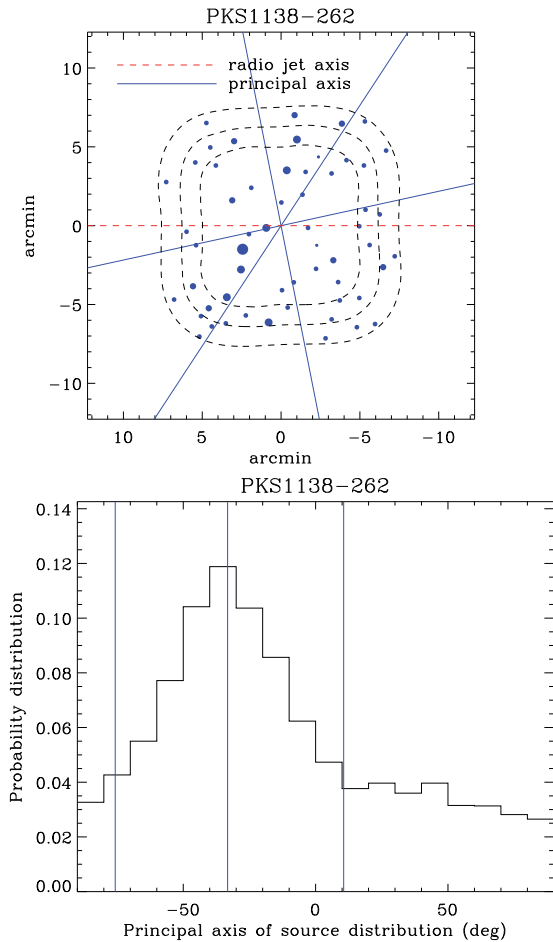 PKS1138−262
radio jet axis
principal axis
10
5
0
−5
−10
arcmin
10 5 0 −5 −10
arcmin
PKS1138−262
0.14
0.12
0.10
0.08
0.06
0.04
0.02
0.00
Probability distribution
−50 0 50
Principal axis of source distribution (deg)